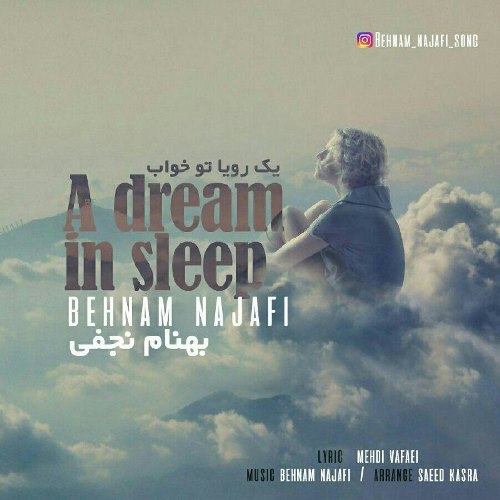 Behnam_najafi_song
یک رویا تو خواب
A dream
in sleep
BEHNAM NAJAFI
بهنام نجفی
LYRIC MEHDI VAFAEI
MUSIC BEHNAM NAJAFI / ARRANGE SAEED KASRA